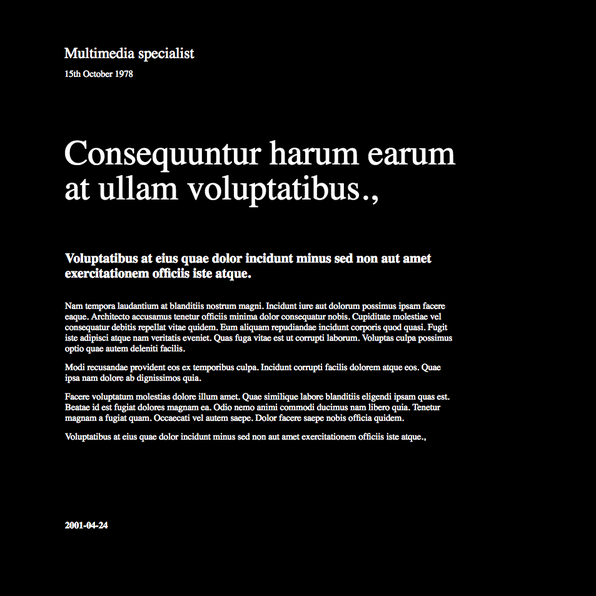 Multimedia specialist
15th October 1978
Consequuntur harum earum
at ullam voluptatibus.,
Voluptatibus at eius quae dolor incidunt minus sed non aut amet
exercitationem officiis iste atque.
Nam tempora laudantium at blanditiis nostrum magni. Incidunt iure aut dolorum possimus ipsam facere
eaque. Architecto accusamus tenetur officiis minima dolor consequatur nobis. Cupiditate molestiae vel
consequatur debitis repellat vitae quidem. Eum aliquam repudiandae incidunt corporis quod quasi. Fugit
iste adipisci atque nam veritatis eveniet. Quas fuga vitae est ut corrupti laborum. Voluptas culpa possimus
optio quae autem deleniti facilis.
Modi recusandae provident eos ex temporibus culpa. Incidunt corrupti facilis dolorem atque eos. Quae
ipsa nam dolore ab dignissimos quia.
Facere voluptatum molestias dolore illum amet. Quae similique labore blanditiis eligendi ipsam quas est.
Beatae id est fugiat dolores magnam ea. Odio nemo animi commodi ducimus nam libero quia. Tenetur
magnam a fugiat quam. Occaecati vel autem saepe. Dolor facere saepe nobis officia quidem.
Voluptatibus at eius quae dolor incidunt minus sed non aut amet exercitationem officiis iste atque.,
2001-04-24